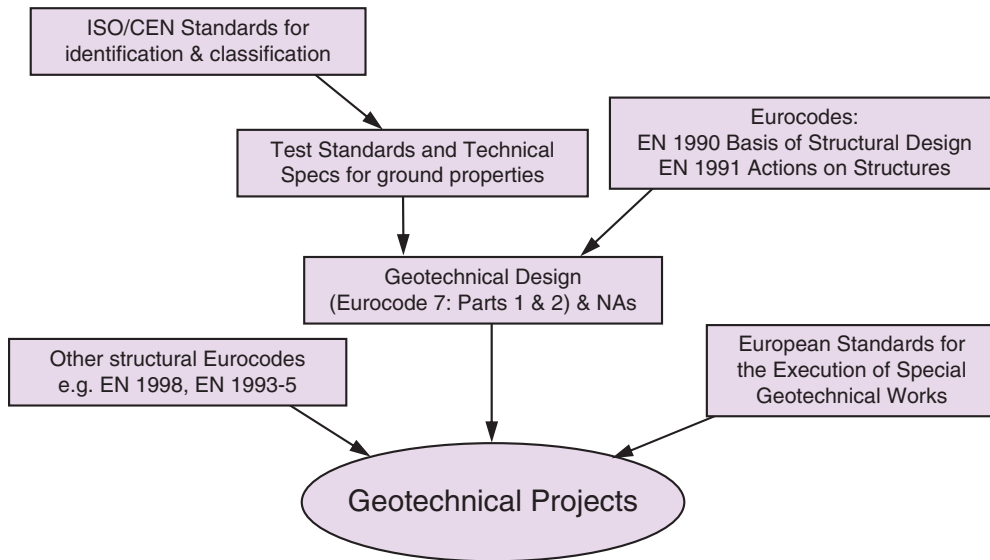 ISO/CEN Standards for
identification & classification
Eurocodes:
EN 1990 Basis of Structural Design
EN 1991 Actions on Structures
Test Standards and Technical
Specs for ground properties
Geotechnical Design
(Eurocode 7: Parts 1 & 2) & NAs
Other structural Eurocodes
e.g. EN 1998, EN 1993-5
European Standards for
the Execution of Special
Geotechnical Works
Geotechnical Projects